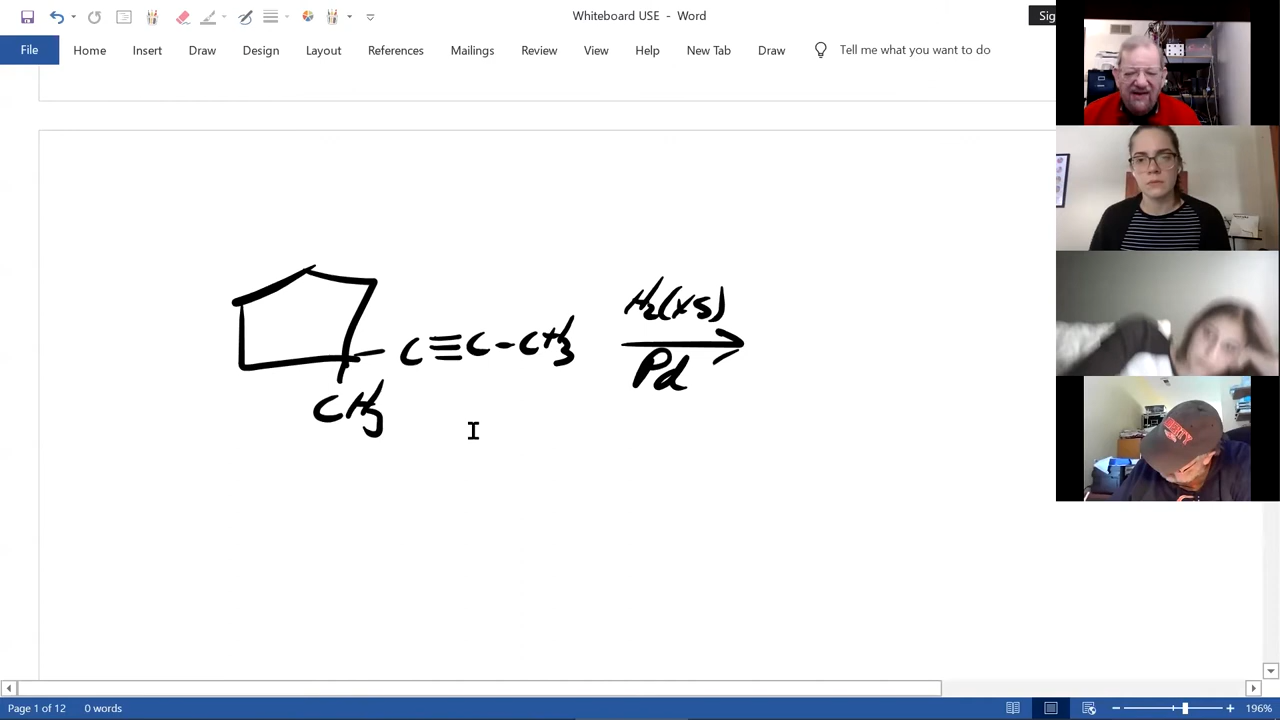 Whiteboard USE - Word
Sig
File Home Insert Draw Design Layout References Mailings Review View Help New Tab Draw Tell me what you want to do
H2(xs)
C≡C-CH3
Pd
CH3
Page 1 of 12 0 words
196%